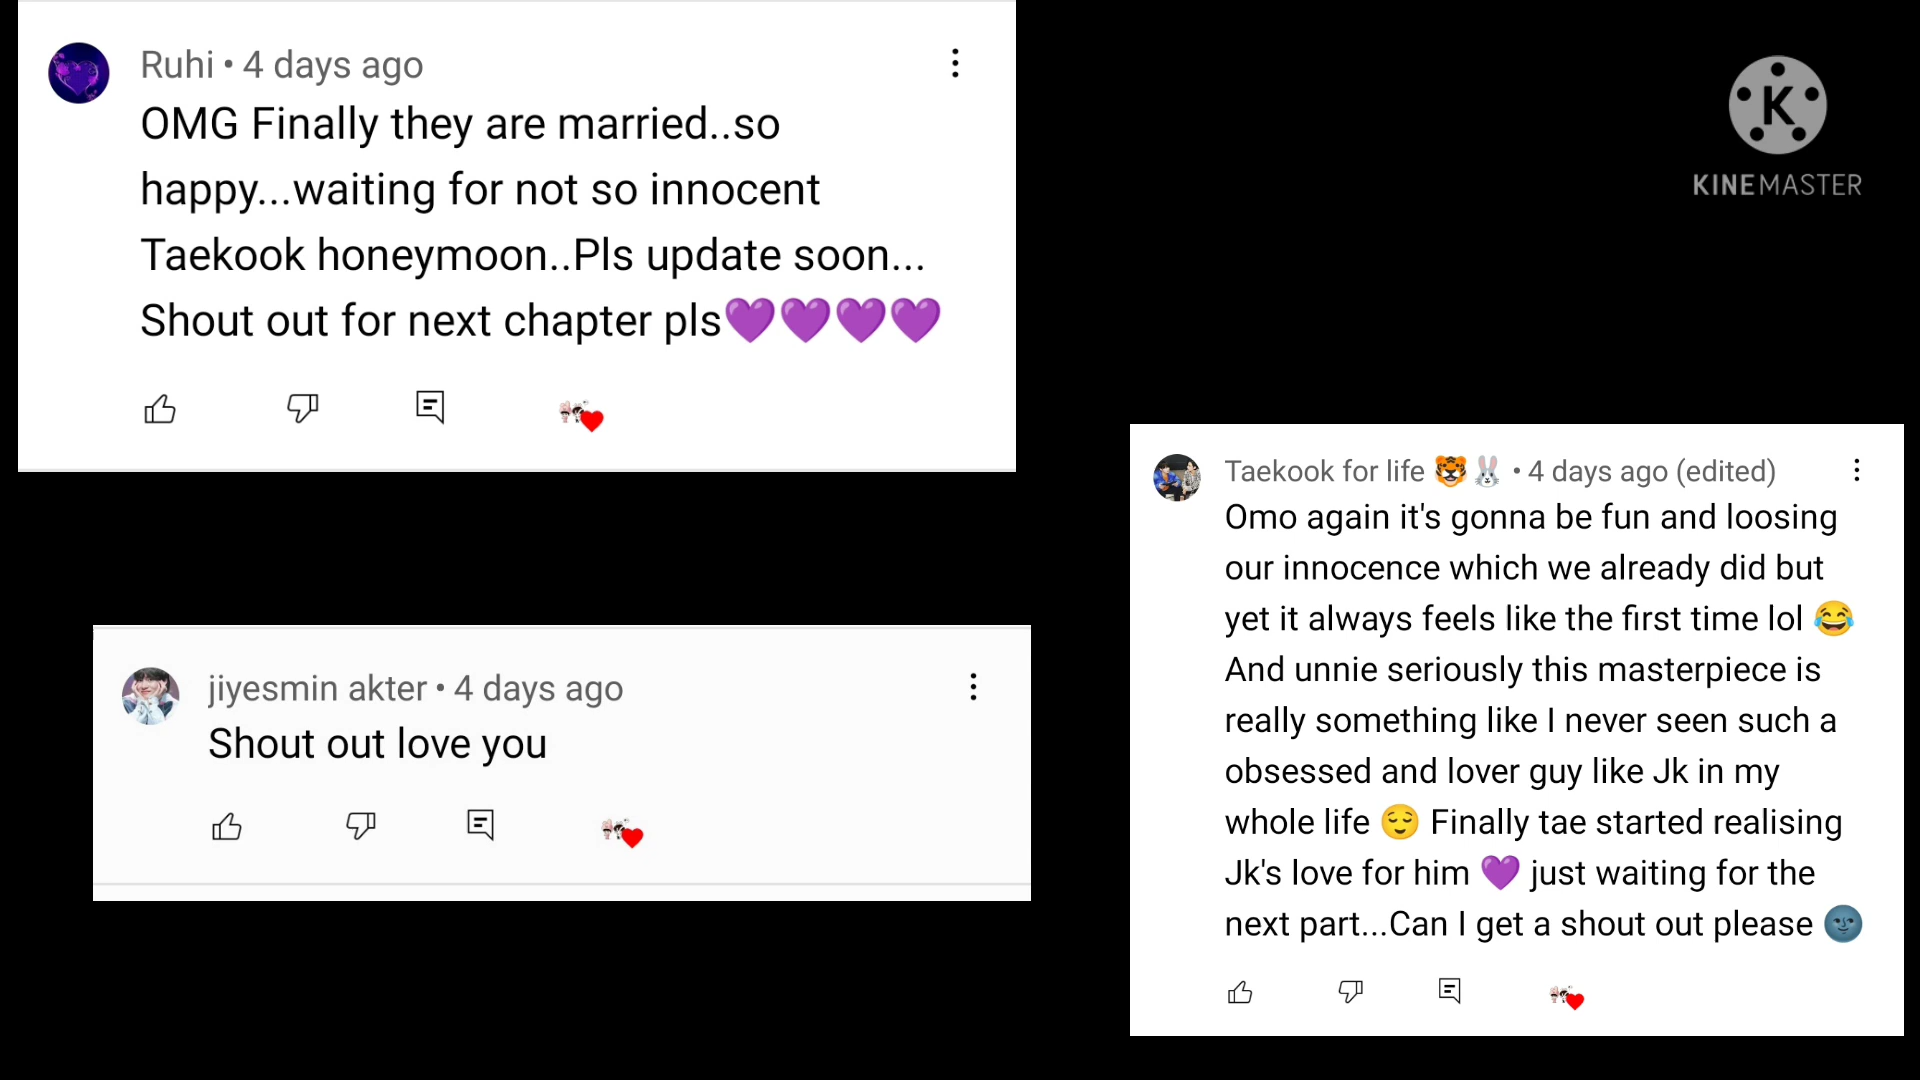 Ruhi • 4 days ago
OMG Finally they are married..so
happy...waiting for not so innocent
Taekook honeymoon..Pls update soon...
Shout out for next chapter pls💜💜💜💜
K
KINEMASTER
jiyesmin akter • 4 days ago
Shout out love you
Taekook for life 🐯🐰 • 4 days ago (edited)
Omo again it's gonna be fun and loosing
our innocence which we already did but
yet it always feels like the first time lol 😂
And unnie seriously this masterpiece is
really something like I never seen such a
obsessed and lover guy like Jk in my
whole life 😌 Finally tae started realising
Jk's love for him 💜 just waiting for the
next part...Can I get a shout out please 🌚